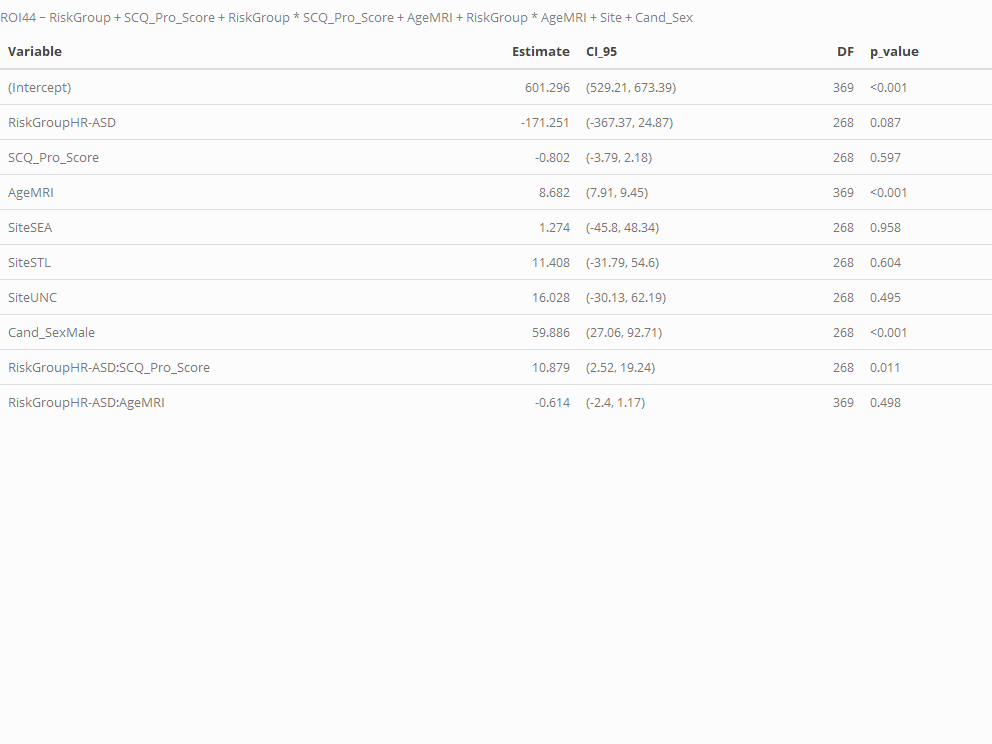 ROI44 ~ RiskGroup + SCQ_Pro_Score + RiskGroup * SCQ_Pro_Score + AgeMRI + RiskGroup * AgeMRI + Site + Cand_Sex
Variable Estimate CI_95 DF p_value
(Intercept) 601.296 (529.21, 673.39) 369 <0.001
RiskGroupHR-ASD -171.251 (-367.37, 24.87) 268 0.087
SCQ_Pro_Score -0.802 (-3.79, 2.18) 268 0.597
AgeMRI 8.682 (7.91, 9.45) 369 <0.001
SiteSEA 1.274 (-45.8, 48.34) 268 0.958
SiteSTL 11.408 (-31.79, 54.6) 268 0.604
SiteUNC 16.028 (-30.13, 62.19) 268 0.495
Cand_SexMale 59.886 (27.06, 92.71) 268 <0.001
RiskGroupHR-ASD:SCQ_Pro_Score 10.879 (2.52, 19.24) 268 0.011
RiskGroupHR-ASD:AgeMRI -0.614 (-2.4, 1.17) 369 0.498